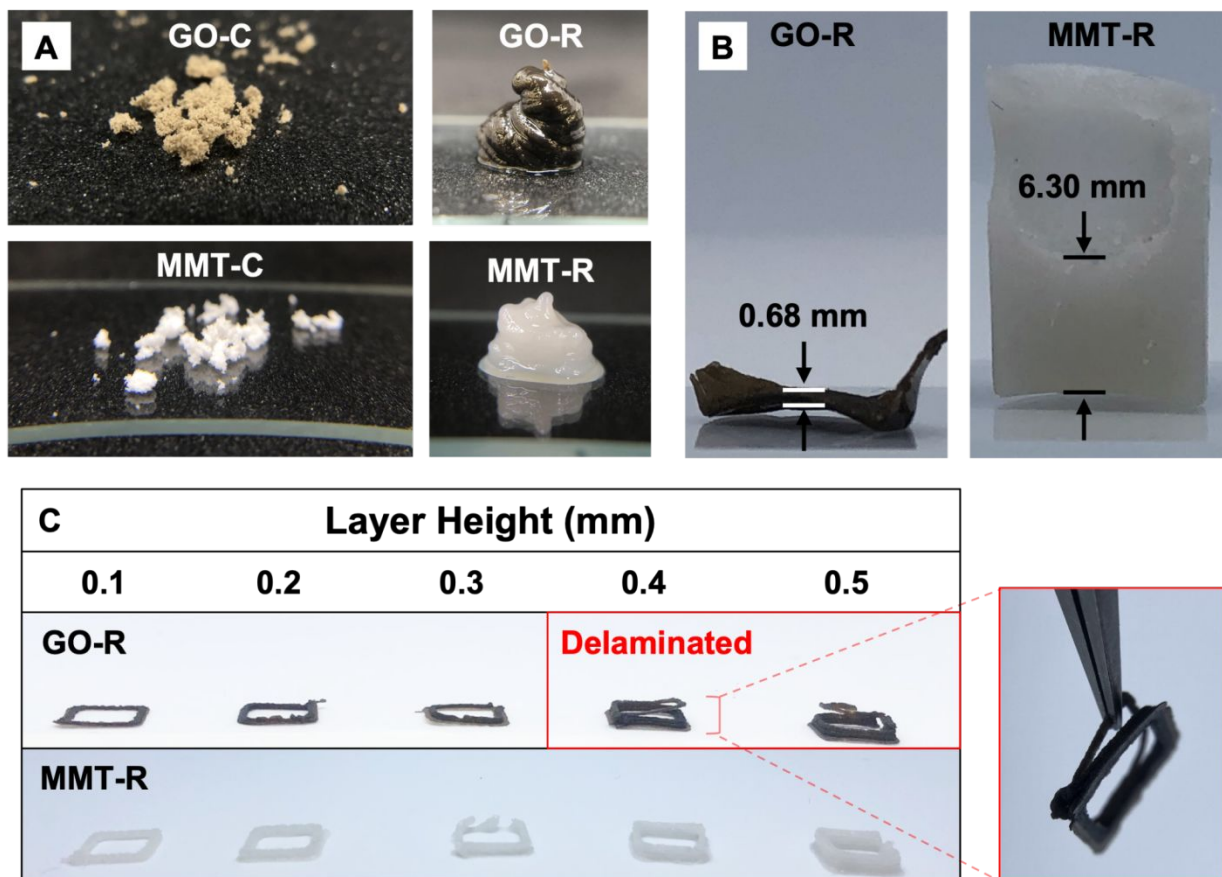 A
GO-C
GO-R
MMT-C
MMT-R
B
GO-R
MMT-R
0.68 mm
6.30 mm
C
Layer Height (mm)
0.1 0.2 0.3 0.4 0.5
GO-R
Delaminated
MMT-R